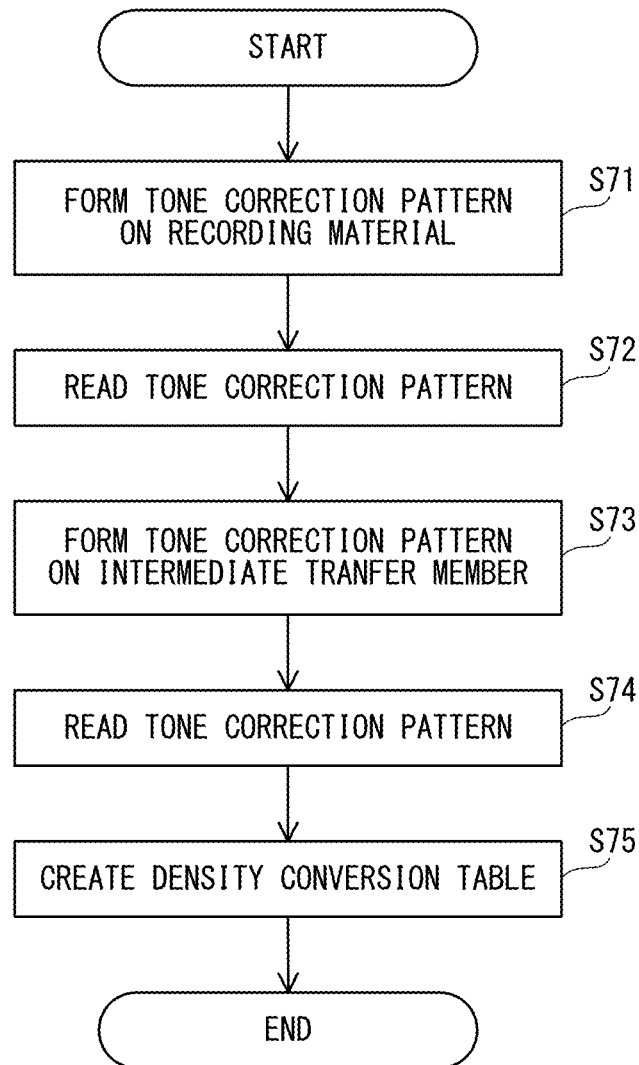 START
S71
FORM TONE CORRECTION PATTERN
ON RECORDING MATERIAL
S72
READ TONE CORRECTION PATTERN
S73
FORM TONE CORRECTION PATTERN
ON INTERMEDIATE TRANFER MEMBER
S74
READ TONE CORRECTION PATTERN
S75
CREATE DENSITY CONVERSION TABLE
END